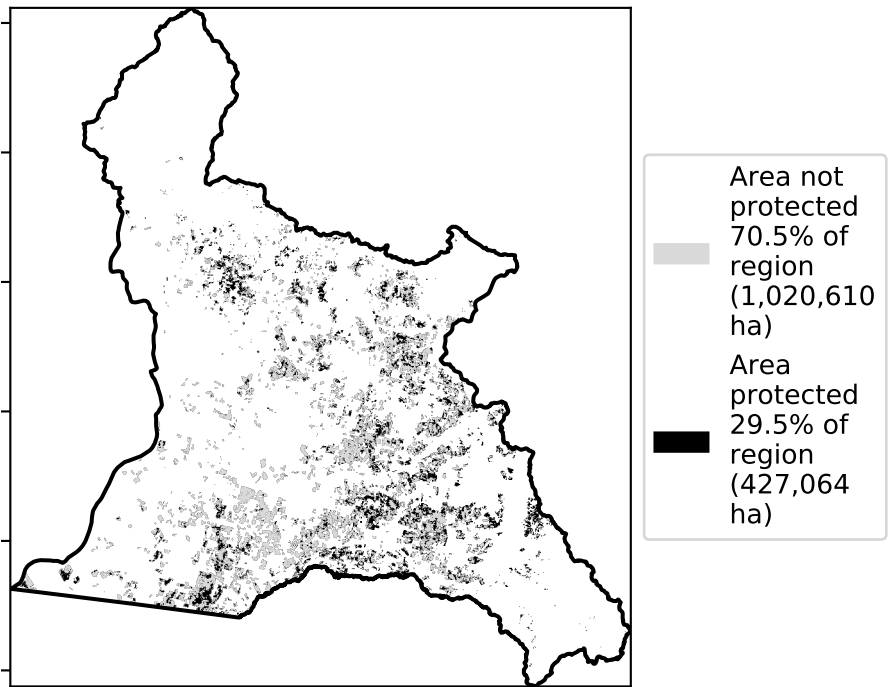 Area not
protected
70.5% of
region
(1,020,610
ha)
Area
protected
29.5% of
region
(427,064
ha)